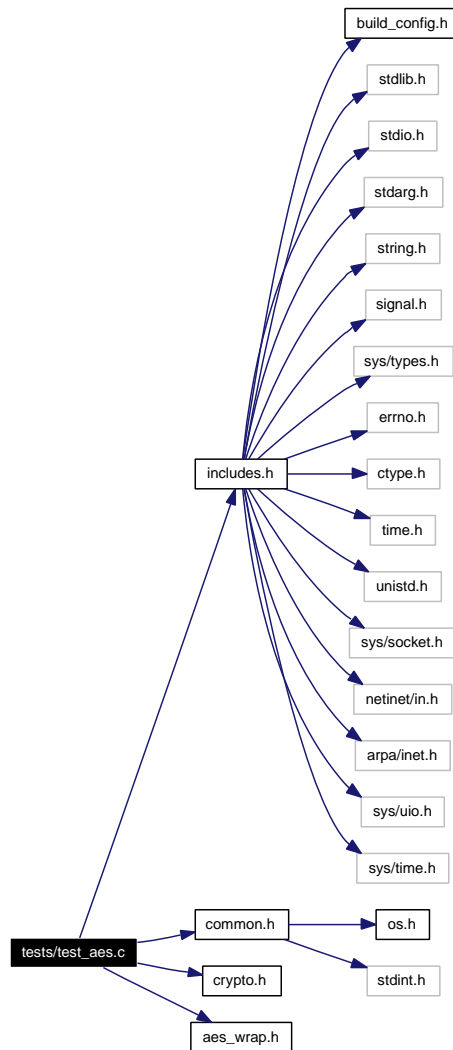 build_config.h
stdlib.h
stdio.h
stdarg.h
string.h
signal.h
sys/types.h
errno.h
includes.h
ctype.h
time.h
unistd.h
sys/socket.h
netinet/in.h
arpa/inet.h
sys/uio.h
sys/time.h
common.h
os.h
tests/test_aes.c
crypto.h
stdint.h
aes_wrap.h